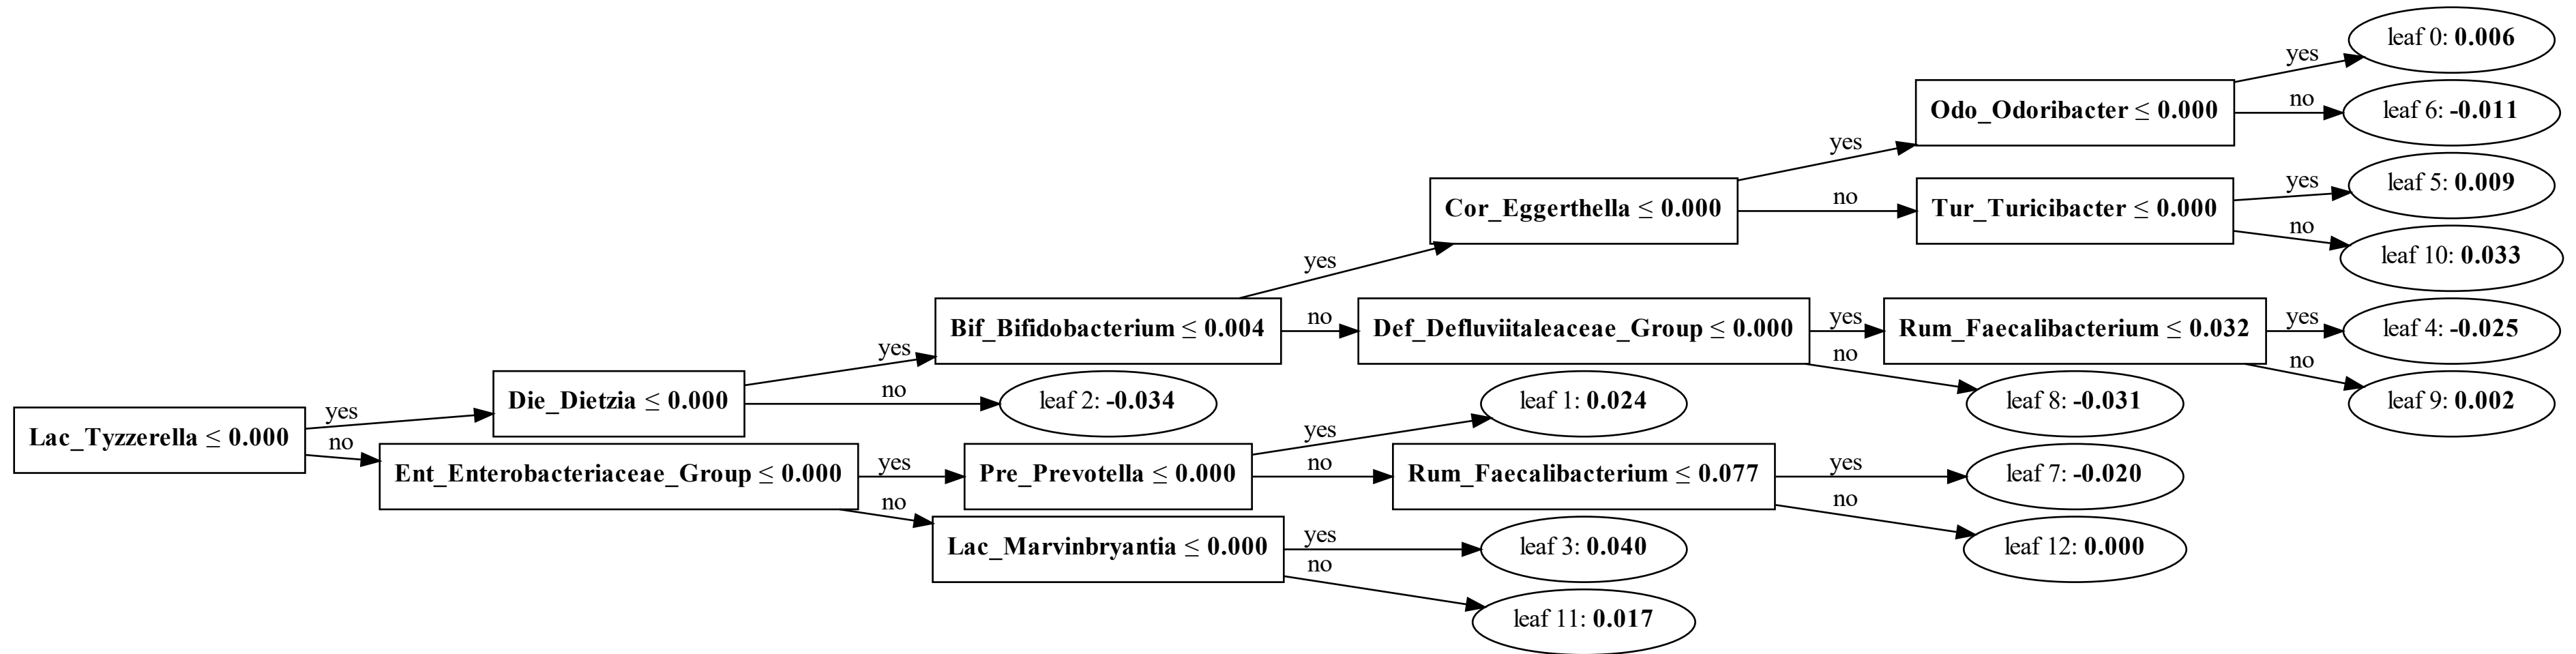 leaf 0: 0.006
yes
Odo_Odoribacter ≤ 0.000
no
leaf 6: -0.011
yes
Cor_Eggerthella ≤ 0.000
no
Tur_Turicibacter ≤ 0.000
yes
leaf 5: 0.009
no
leaf 10: 0.033
yes
Bif_Bifidobacterium ≤ 0.004
no
Def_Defluviitaleaceae_Group ≤ 0.000
yes
Rum_Faecalibacterium ≤ 0.032
yes
leaf 4: -0.025
no
leaf 9: 0.002
no
leaf 8: -0.031
yes
Die_Dietzia ≤ 0.000
no
leaf 2: -0.034
Lac_Tyzzerella ≤ 0.000
yes
no
Ent_Enterobacteriaceae_Group ≤ 0.000
yes
Pre_Prevotella ≤ 0.000
yes
leaf 1: 0.024
no
Rum_Faecalibacterium ≤ 0.077
yes
leaf 7: -0.020
no
leaf 12: 0.000
no
Lac_Marvinbryantia ≤ 0.000
yes
leaf 3: 0.040
no
leaf 11: 0.017